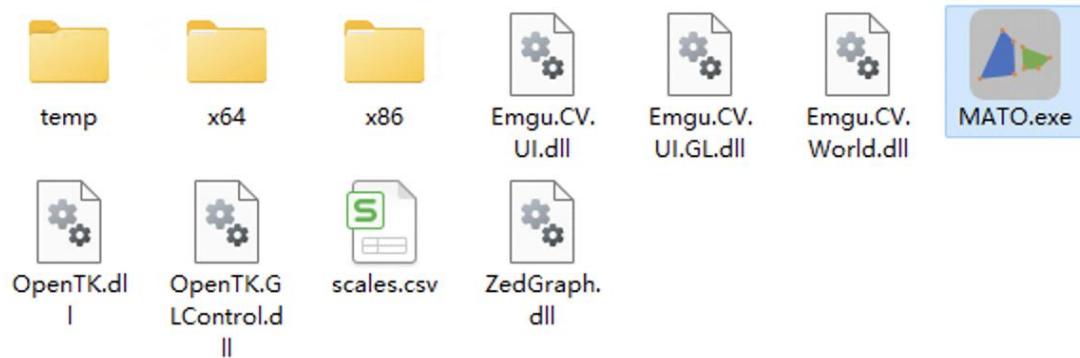 temp
x64
x86
Emgu.CV.
UI.dll
Emgu.CV.
UI.GL.dll
Emgu.CV.
World.dll
MATO.exe
OpenTK.dl
l
OpenTK.G
LControl.d
ll
S
scales.csv
ZedGraph.
dll